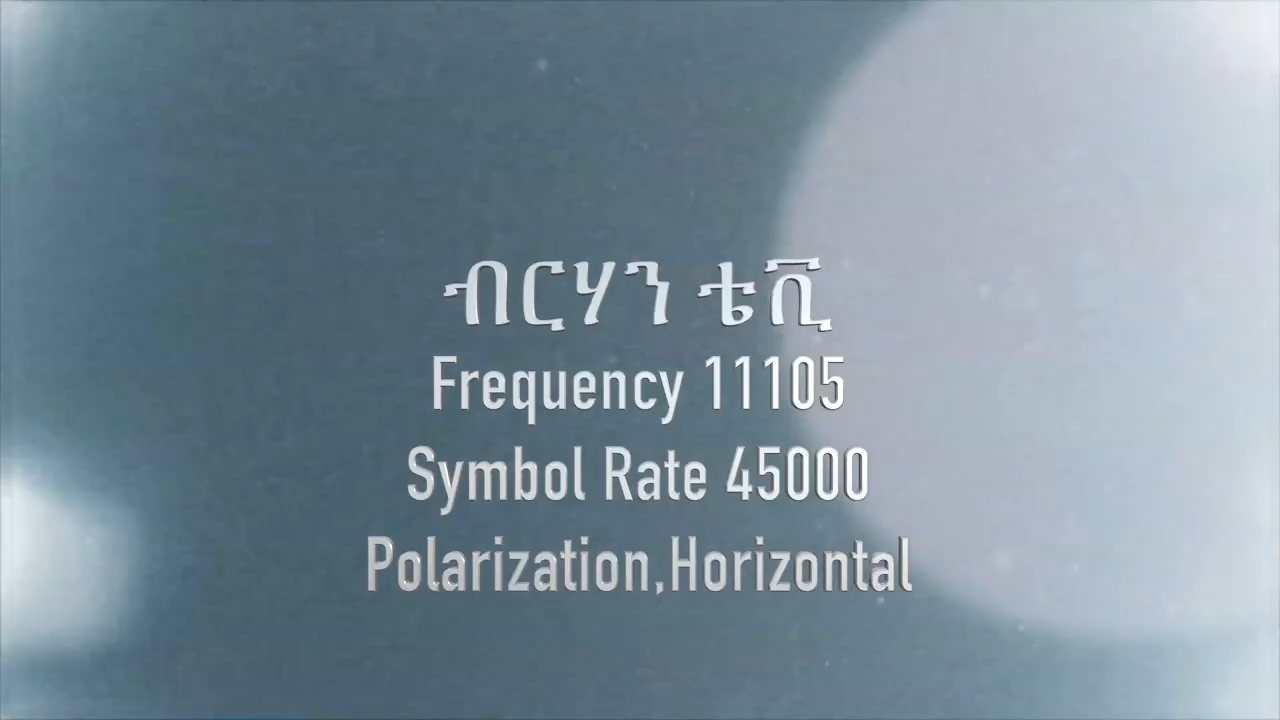 ብርሃን ቴቪ
Frequency 11105
Symbol Rate 45000
Polarization,Horizontal